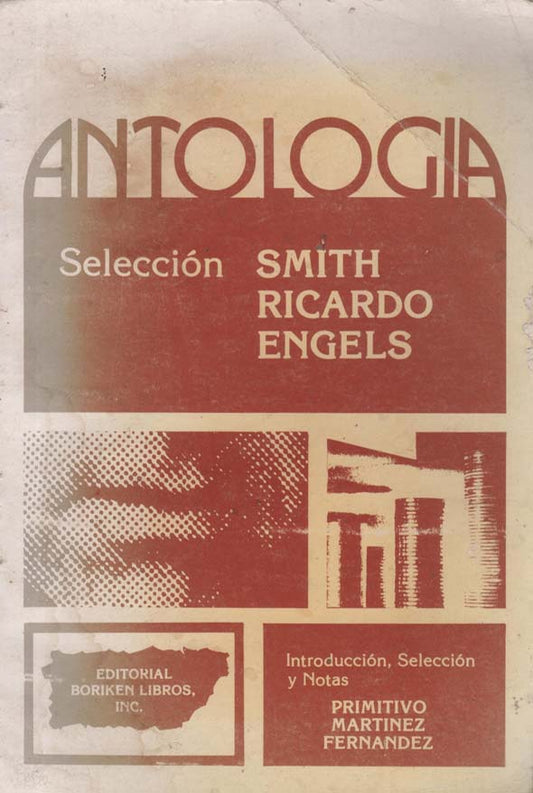 ANTOLOGIA
Selección SMITH
RICARDO
ENGELS
EDITORIAL
BORIKEN LIBROS,
INC.
Introducción, Selección
y Notas
PRIMITIVO
MARTINEZ
FERNANDEZ